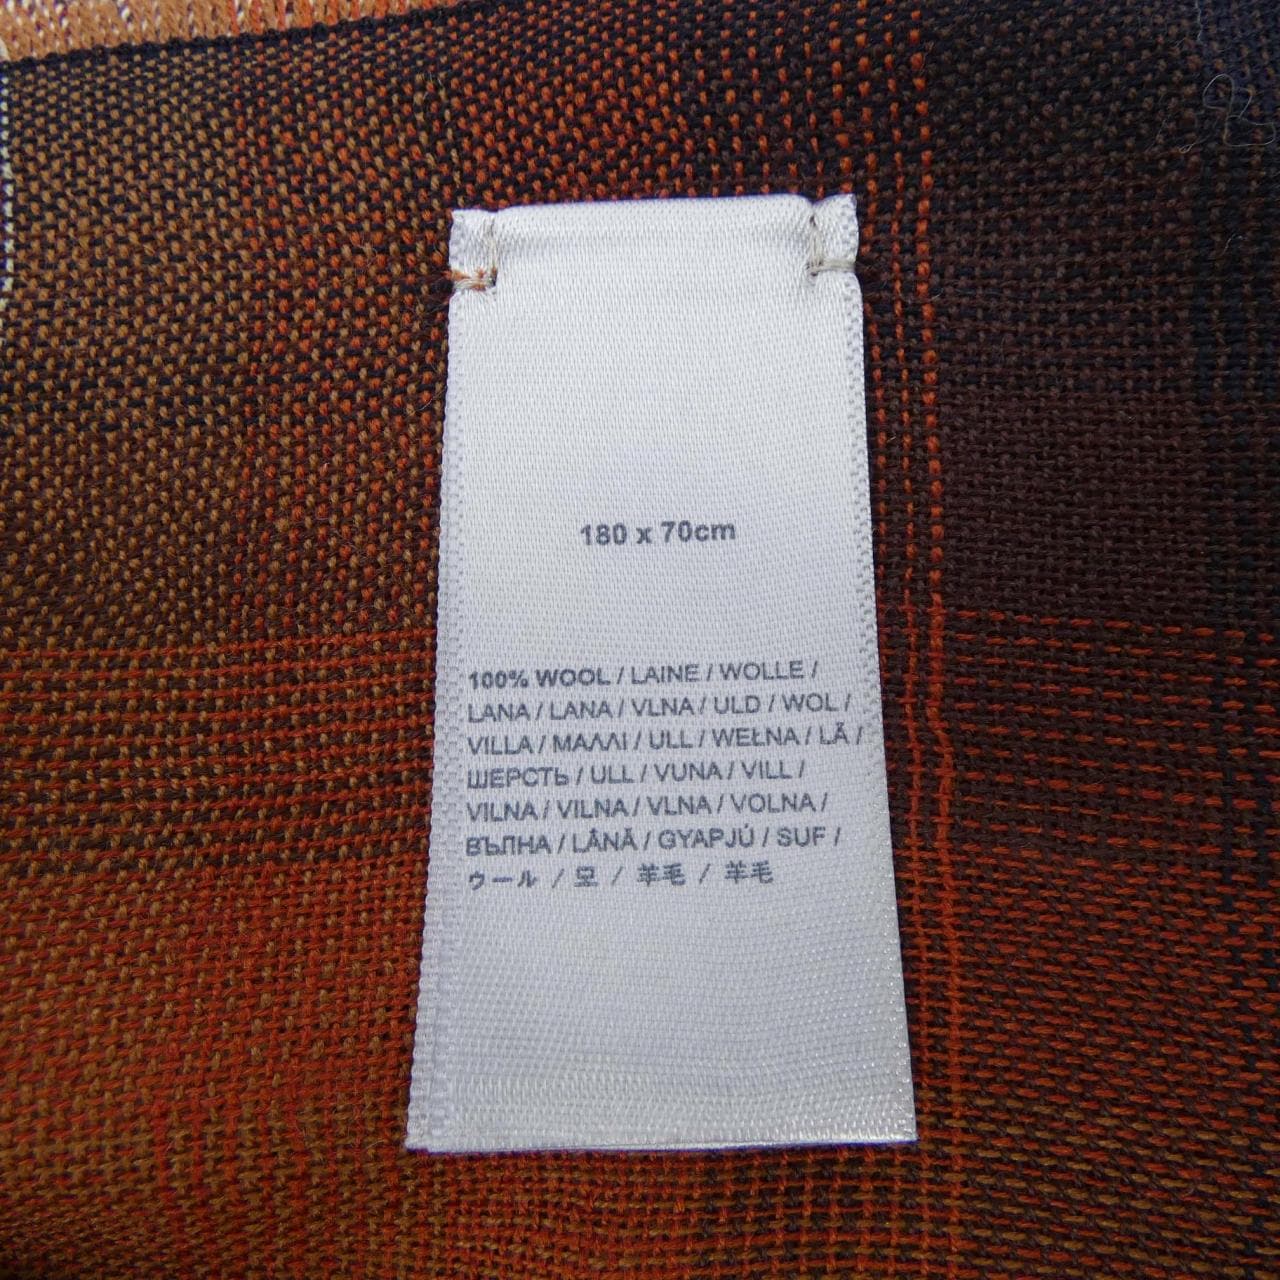 180 x 70cm
100% WOOL / LAINE / WOLLE /
LANA / LANA / VLNA / ULD / WOL /
VILLA / ΜΑΛΛΙ / ULL / WEŁNA / LÃ /
ШЕРСТЬ / ULL / VUNA / VILL /
VILNA / VILNA / VLNA / VOLNA /
ВЪЛНА / LÂNĂ / GYAPJÚ / SUF /
ウール / 모 / 羊毛 / 羊毛